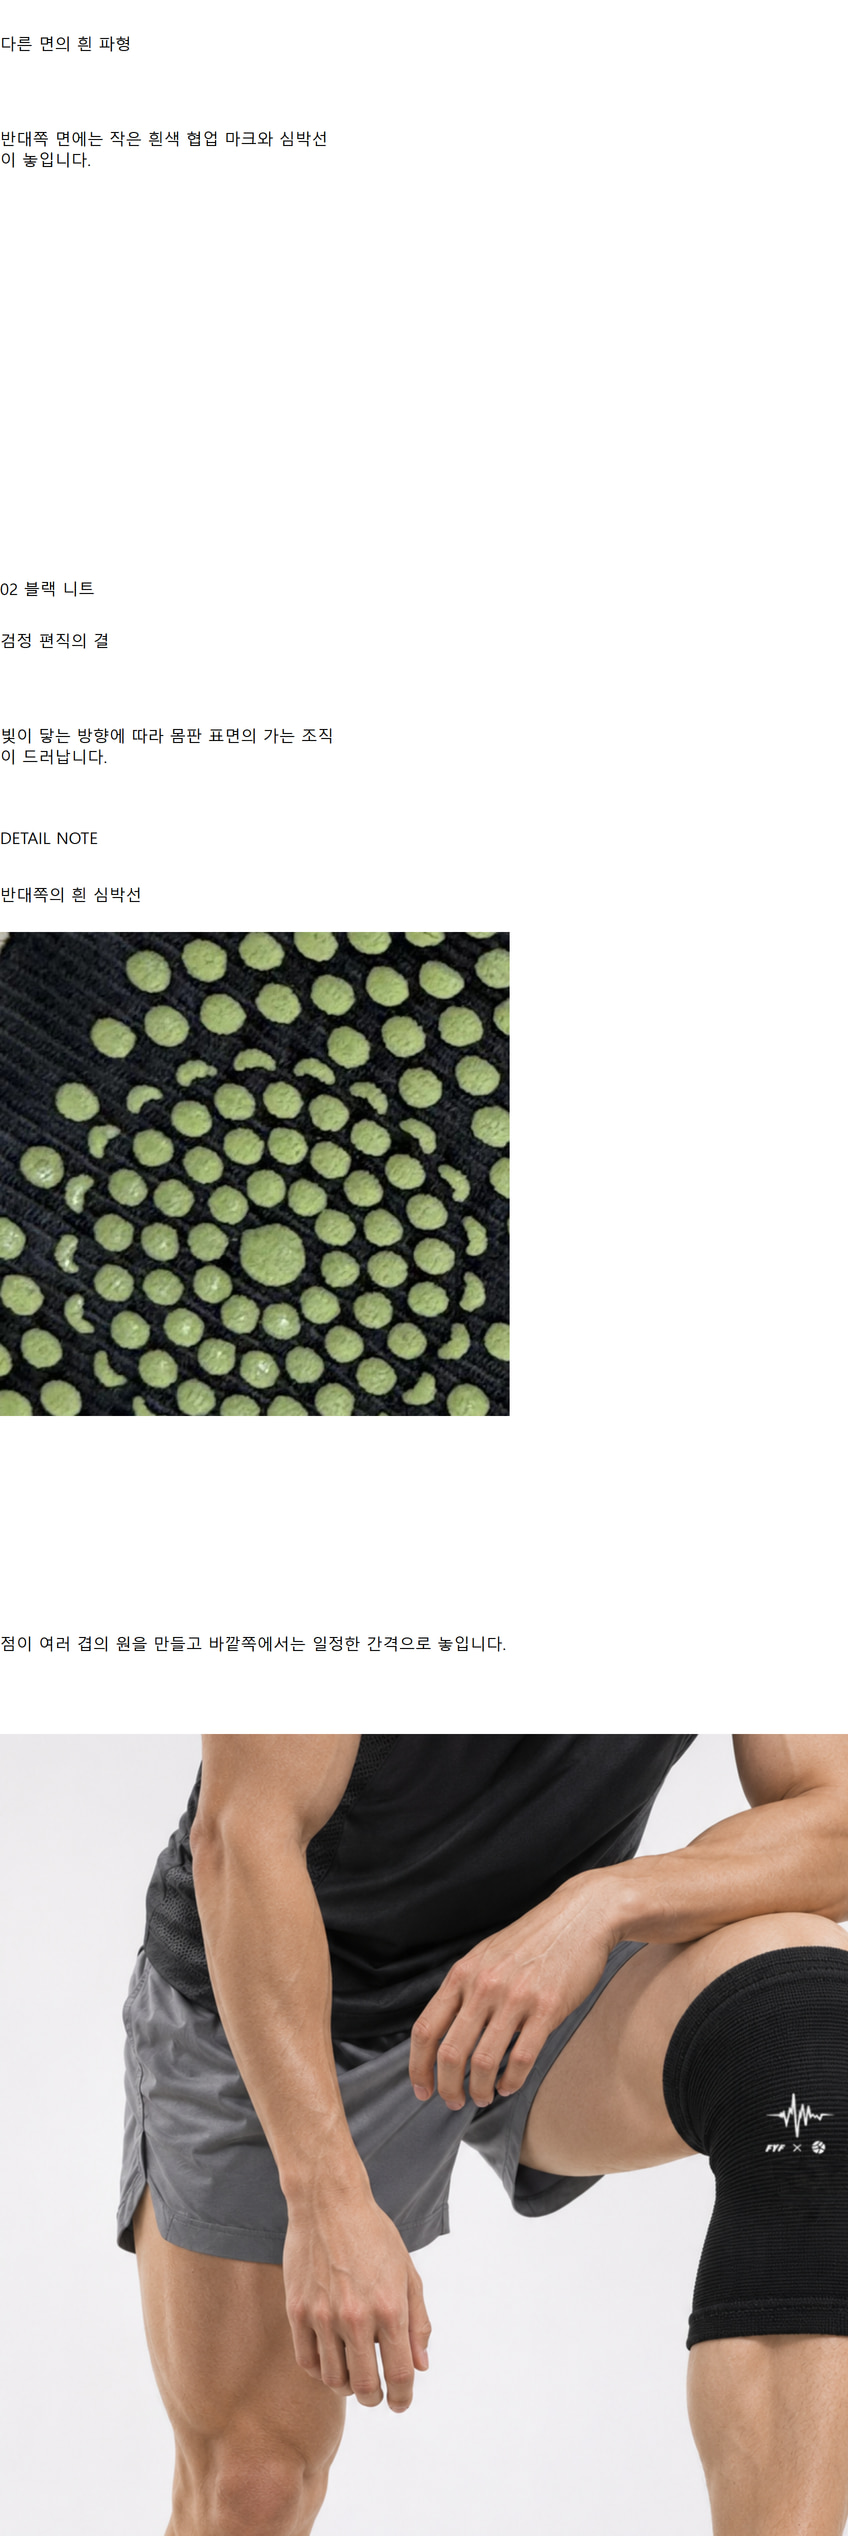 다른 면의 흰 파형
반대쪽 면에는 작은 흰색 협업 마크와 심박선
이 놓입니다.
02 블랙 니트
검정 편직의 결
빛이 닿는 방향에 따라 몸판 표면의 가는 조직
이 드러납니다.
DETAIL NOTE
반대쪽의 흰 심박선
점이 여러 겹의 원을 만들고 바깥쪽에서는 일정한 간격으로 놓입니다.
FYF ×